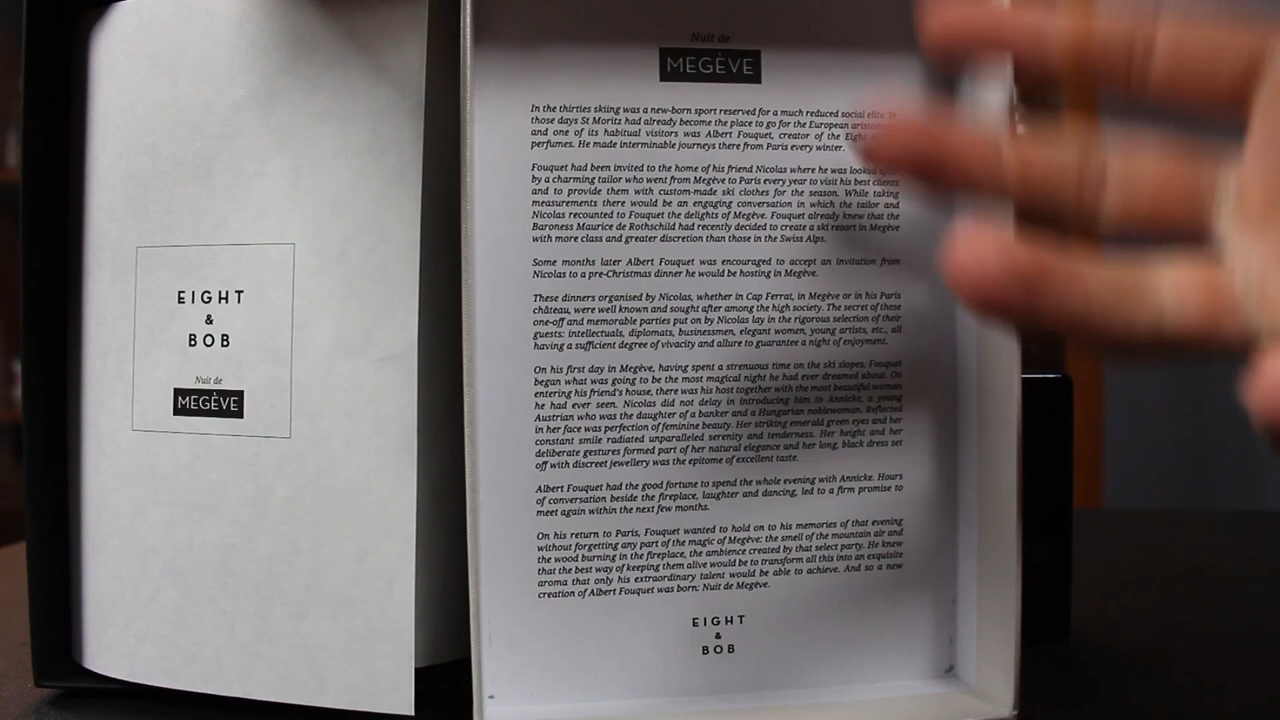 EIGHT
&
BOB
Nuit de
MEGÈVE
Nuit de
MEGÈVE
In the thirties skiing was a new-born sport reserved for a much reduced social elite. In
those days St Moritz had already become the place to go for the European
and one of its habitual visitors was Albert Fouquet, creator of the Eight
perfumes. He made interminable journeys there from Paris every winter.
Fouquet had been invited to the home of his friend Nicolas where he was looked
by a charming tailor who went from Megève to Paris every year to visit his best clients
and to provide them with custom-made ski clothes for the season. While taking
measurements there would be an engaging conversation in which the tailor and
Nicolas recounted to Fouquet the delights of Megève. Fouquet already knew that the
Baroness Maurice de Rothschild had recently decided to create a ski resort in Megève
with more class and greater discretion than those in the Swiss Alps.
Some months later Albert Fouquet was encouraged to accept an invitation from
Nicolas to a pre-Christmas dinner he would be hosting in Megève.
These dinners organised by Nicolas, whether in Cap Ferrat, in Megève or in his Paris
château, were well known and sought after among the high society. The secret of these
one-off and memorable parties put on by Nicolas lay in the rigorous selection of their
guests: intellectuals, diplomats, businessmen, elegant women, young artists, etc., all
having a sufficient degree of vivacity and allure to guarantee a night of enjoyment.
On his first day in Megève, having spent a strenuous time on the ski slopes, Fouquet
began what was going to be the most magical night he had ever dreamed about. On
entering his friend's house, there was his host together with the most beautiful woman
he had ever seen. Nicolas did not delay in introducing him to Annicke, a young
Austrian who was the daughter of a banker and a Hungarian noblewoman. Reflected
in her face was perfection of feminine beauty. Her striking emerald green eyes and her
constant smile radiated unparalleled serenity and tenderness. Her height and her
deliberate gestures formed part of her natural elegance and her long, black dress set
off with discreet jewellery was the epitome of excellent taste.
Albert Fouquet had the good fortune to spend the whole evening with Annicke. Hours
of conversation beside the fireplace, laughter and dancing, led to a firm promise to
meet again within the next few months.
On his return to Paris, Fouquet wanted to hold on to his memories of that evening
without forgetting any part of the magic of Megève: the smell of the mountain air and
the wood burning in the fireplace, the ambience created by that select party. He knew
that the best way of keeping them alive would be to transform all this into an exquisite
aroma that only his extraordinary talent would be able to achieve. And so a new
creation of Albert Fouquet was born: Nuit de Megève.
EIGHT
&
BOB